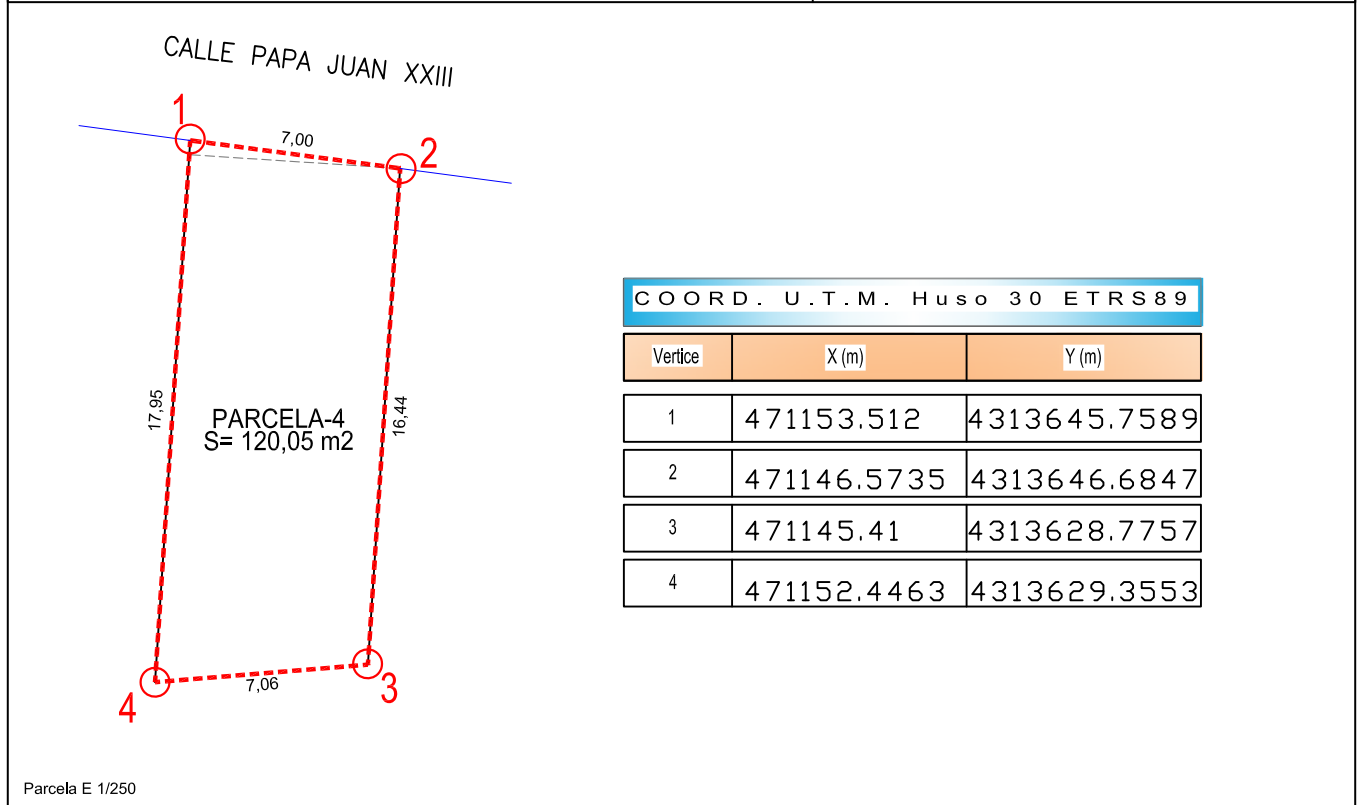 CALLE PAPA JUAN XXIII
1
7,00
2
17,95
PARCELA-4
S= 120,05 m2
16,44
4
7,06
3
COORD. U.T.M. Huso 30 ETRS89
Vertice X (m) Y (m)
1 471153.512 4313645.7589
2 471146.5735 4313646.6847
3 471145.41 4313628.7757
4 471152.4463 4313629.3553
Parcela E 1/250